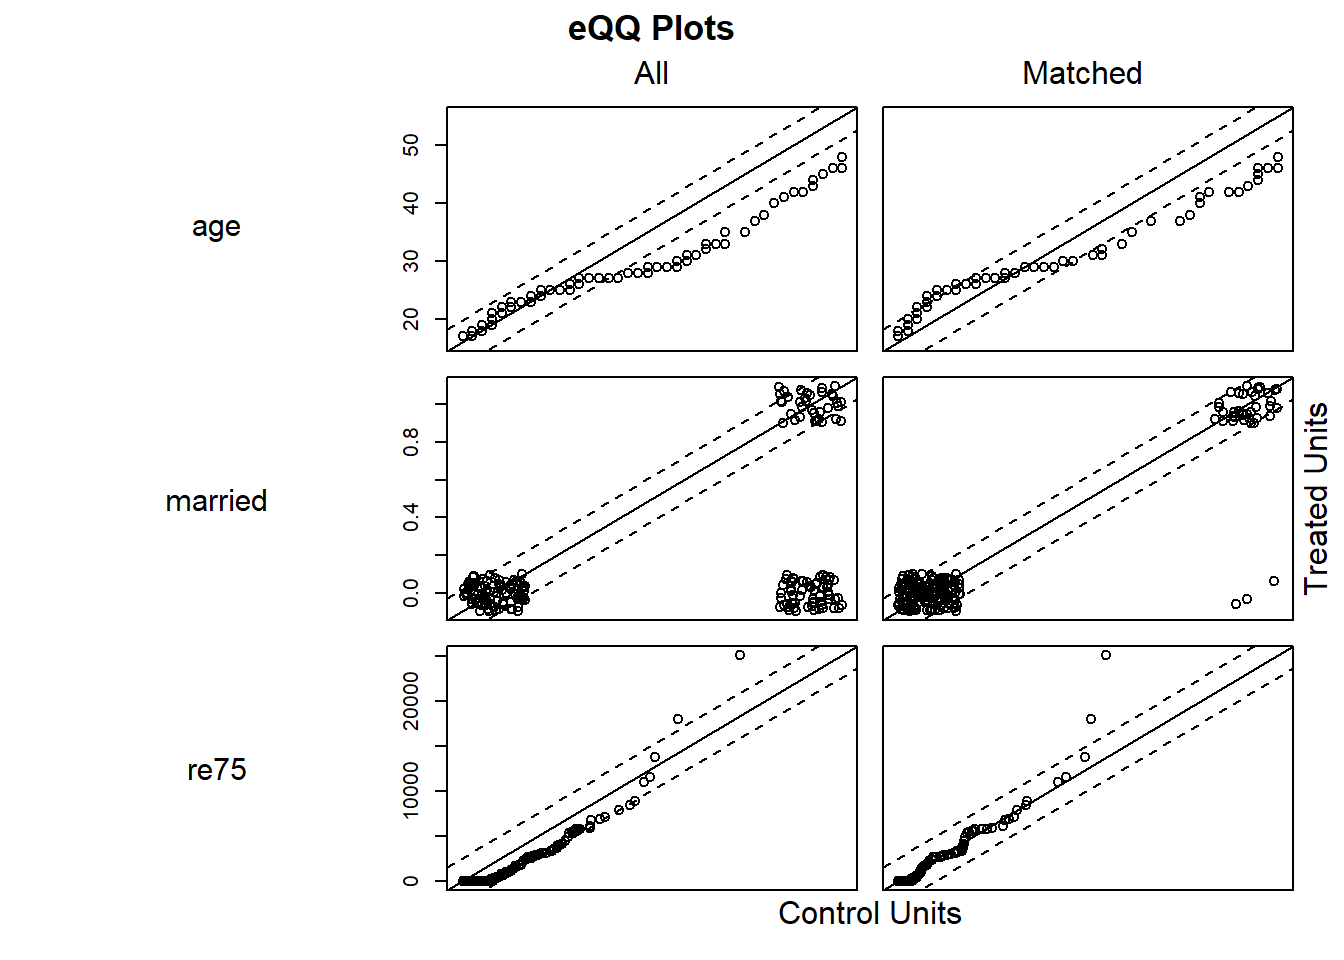 eQQ Plots
All
Matched
age
50
40
30
20
married
0.8
0.4
0.0
re75
20000
10000
0
Treated Units
Control Units